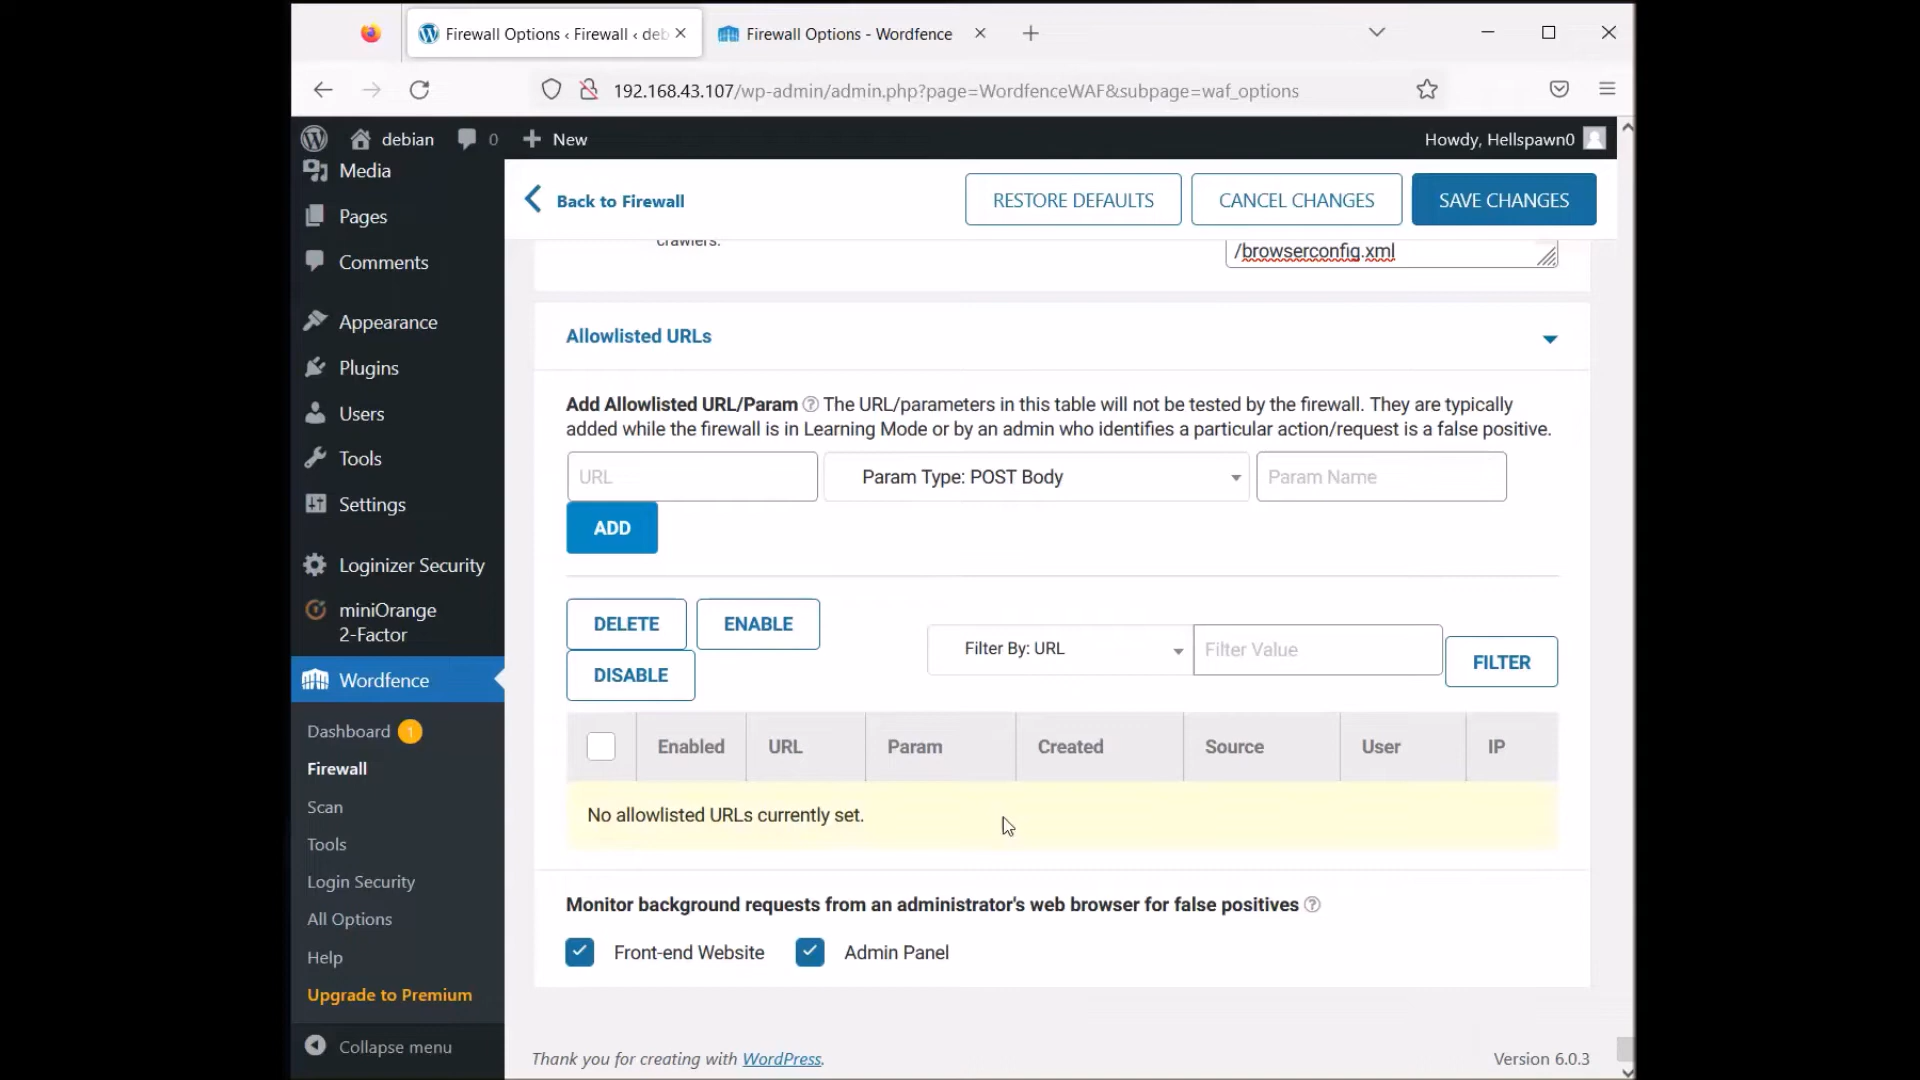 Firewall Options ‹ Firewall ‹ deb
Firewall Options - Wordfence
192.168.43.107/wp-admin/admin.php?page=WordfenceWAF&subpage=waf_options
debian 0 New
Howdy, Hellspawn0
Media
Pages
Comments
Appearance
Plugins
Users
Tools
Settings
Loginizer Security
miniOrange
2-Factor
Wordfence
Dashboard 1
Firewall
Scan
Tools
Login Security
All Options
Help
Upgrade to Premium
Collapse menu
Back to Firewall
RESTORE DEFAULTS
CANCEL CHANGES
SAVE CHANGES
crawlers.
/browserconfig.xml
Allowlisted URLs
Add Allowlisted URL/Param ? The URL/parameters in this table will not be tested by the firewall. They are typically
added while the firewall is in Learning Mode or by an admin who identifies a particular action/request is a false positive.
URL
Param Type: POST Body
Param Name
ADD
DELETE
ENABLE
DISABLE
Filter By: URL
Filter Value
FILTER
Enabled URL Param Created Source User IP
No allowlisted URLs currently set.
Monitor background requests from an administrator's web browser for false positives ?
Front-end Website
Admin Panel
Thank you for creating with WordPress.
Version 6.0.3